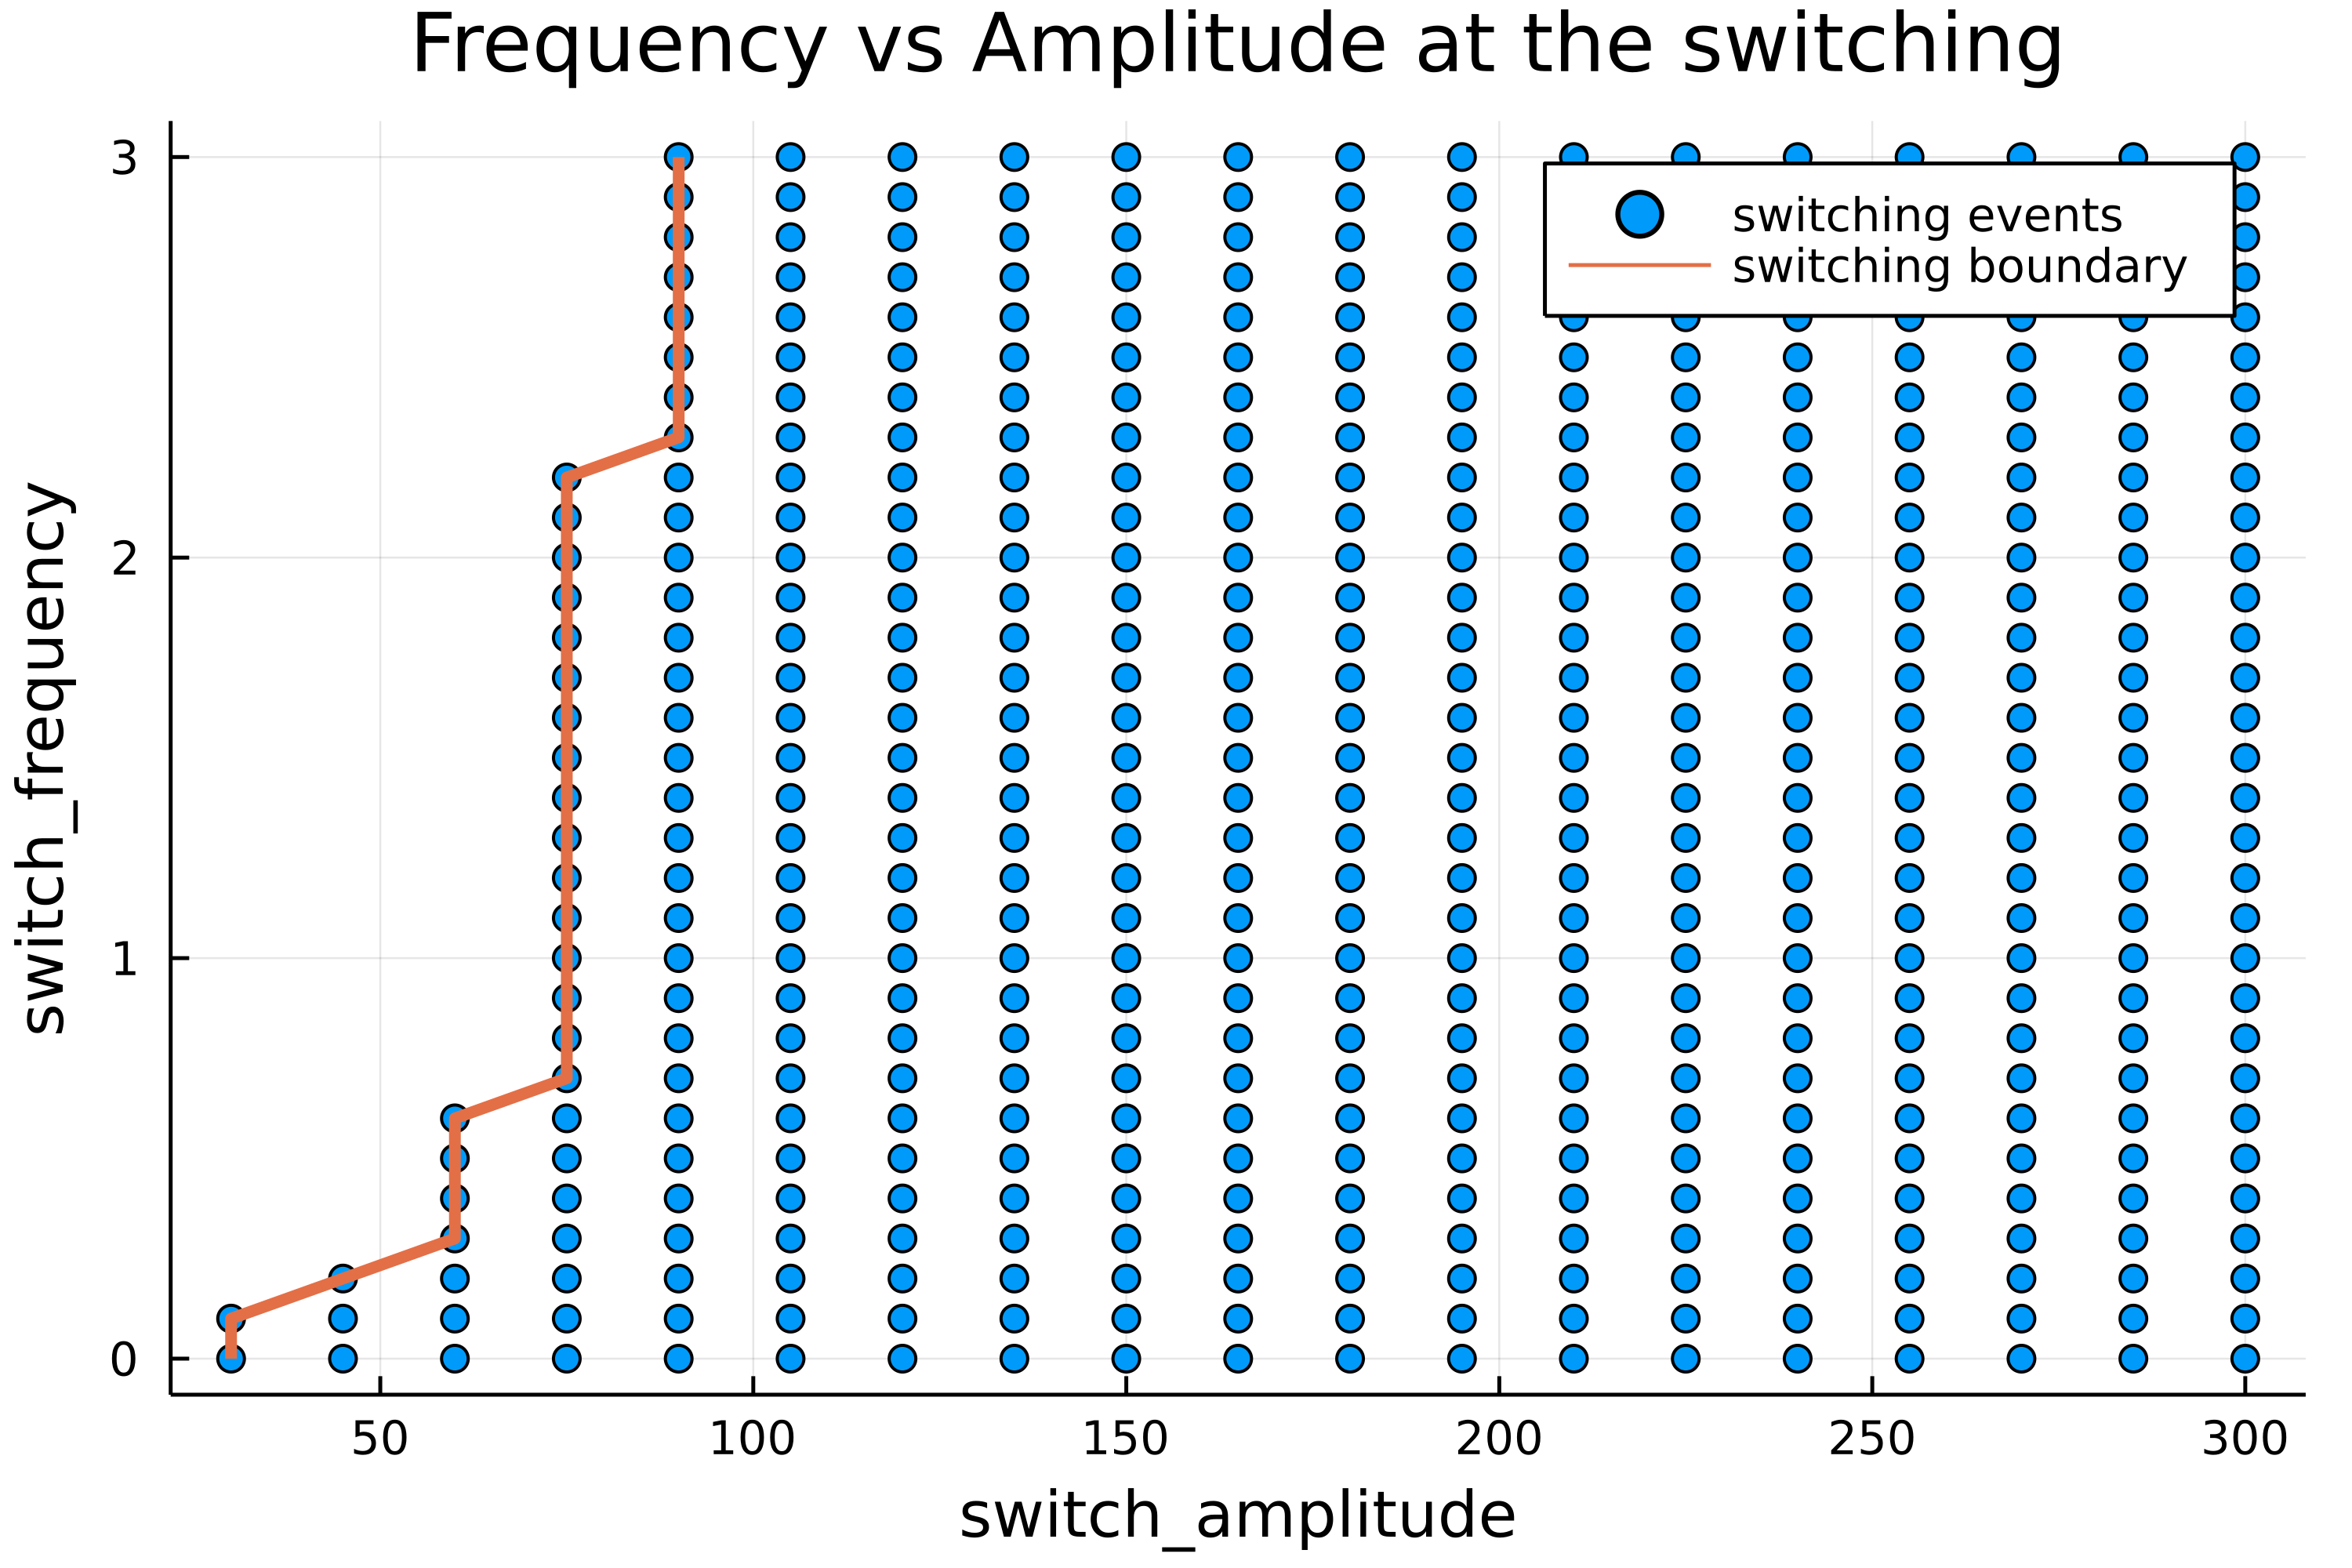 Frequency vs Amplitude at the switching
switching events
switching boundary
switch_frequency
3
2
1
0
50 100 150 200 250 300
switch_amplitude